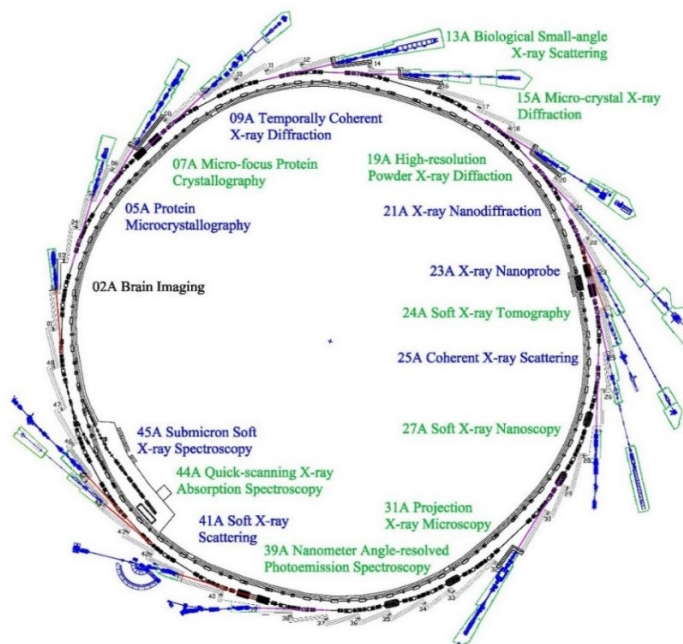 13A Biological Small-angle
X-ray Scattering
15A Micro-crystal X-ray
Diffraction
09A Temporally Coherent
X-ray Diffraction
07A Micro-focus Protein
Crystallography
19A High-resolution
Powder X-ray Diffaction
05A Protein
Microcrystallography
21A X-ray Nanodiffraction
02A Brain Imaging
23A X-ray Nanoprobe
24A Soft X-ray Tomography
25A Coherent X-ray Scattering
45A Submicron Soft
X-ray Spectroscopy
27A Soft X-ray Nanoscopy
44A Quick-scanning X-ray
Absorption Spectroscopy
41A Soft X-ray
Scattering
31A Projection
X-ray Microscopy
39A Nanometer Angle-resolved
Photoemission Spectroscopy